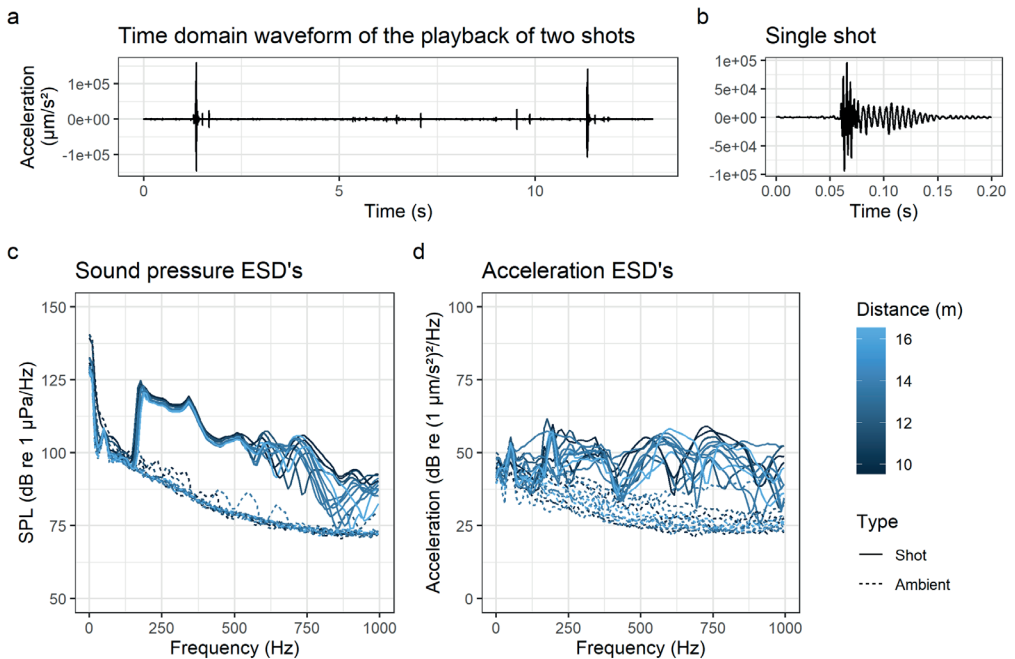 a
Time domain waveform of the playback of two shots
Acceleration
(μm/s²)
1e+05
0e+00
-1e+05
0
5
10
Time (s)
b
Single shot
1e+05
5e+04
0e+00
-5e+04
-1e+05
0.00
0.05
0.10
0.15
0.20
Time (s)
c
Sound pressure ESD's
SPL (dB re 1 μPa/Hz)
150
125
100
75
50
0
250
500
750
1000
Frequency (Hz)
d
Acceleration ESD's
Acceleration (dB re (1 μm/s²)²/Hz)
100
75
50
25
0
0
250
500
750
1000
Frequency (Hz)
Distance (m)
16
14
12
10
Type
Shot
Ambient